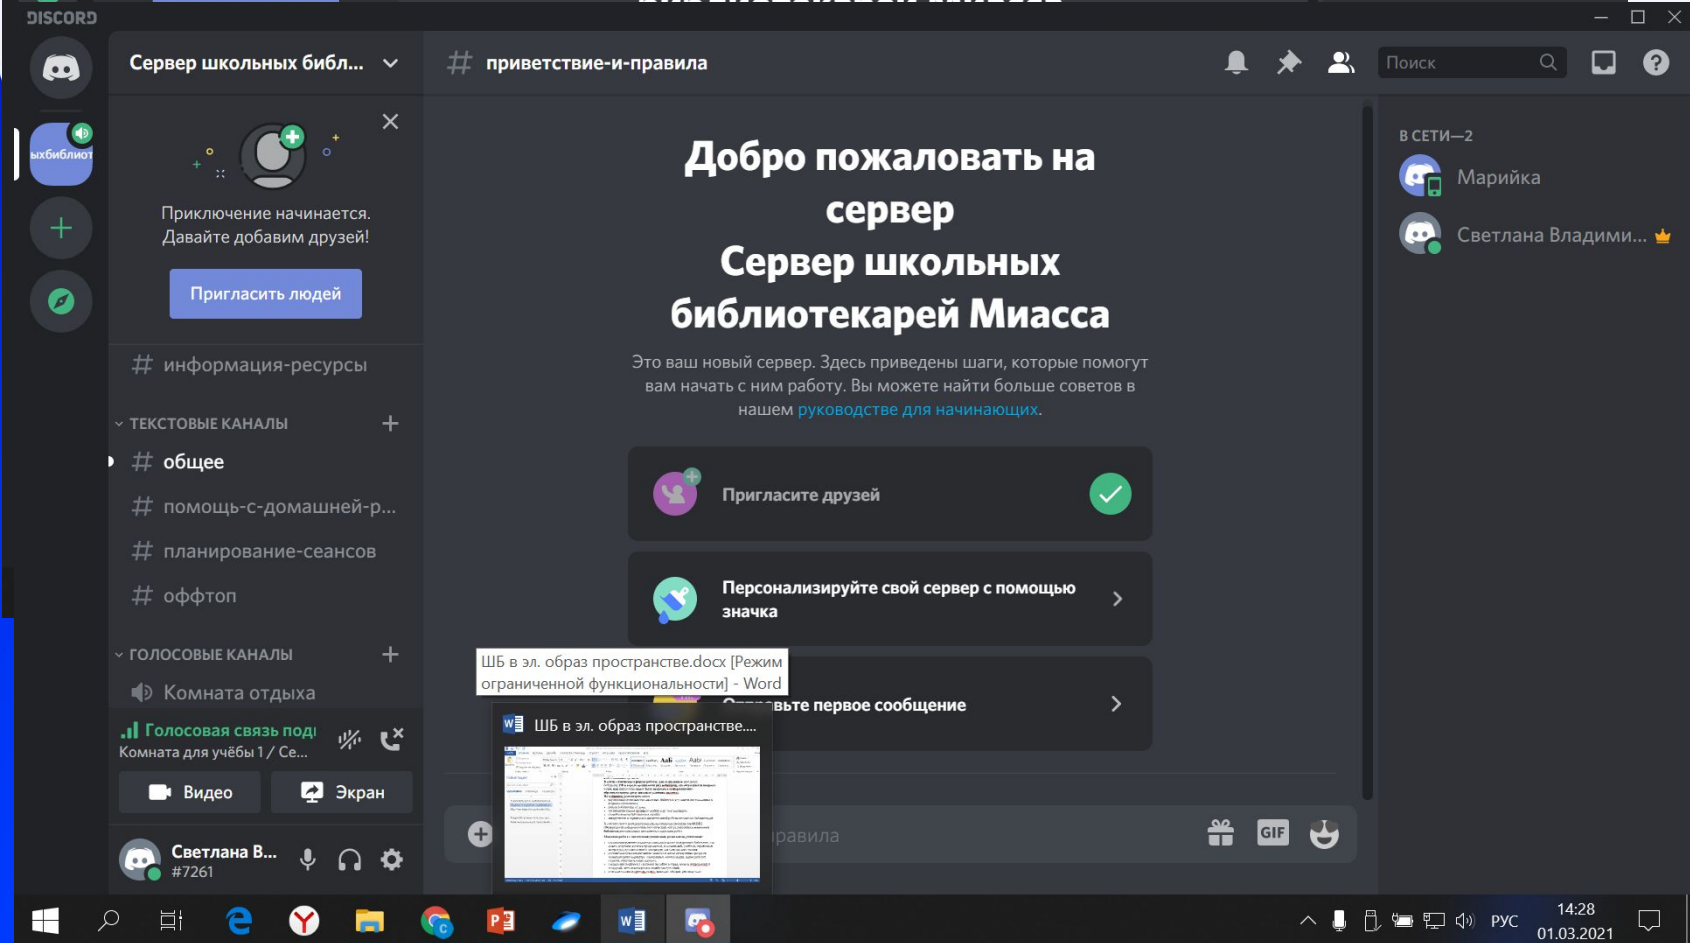 DISCORD
Сервер школьных библ...
ыхбиблиот
Приключение начинается.
Давайте добавим друзей!
Пригласить людей
информация-ресурсы
ТЕКСТОВЫЕ КАНАЛЫ
общее
помощь-с-домашней-р...
планирование-сеансов
оффтоп
ГОЛОСОВЫЕ КАНАЛЫ
Комната отдыха
Голосовая связь под
Комната для учёбы 1 / Се...
Видео
Экран
Светлана В...
#7261
# приветствие-и-правила
Поиск
Добро пожаловать на
сервер
Сервер школьных
библиотекарей Миасса
Это ваш новый сервер. Здесь приведены шаги, которые помогут
вам начать с ним работу. Вы можете найти больше советов в
нашем руководстве для начинающих.
Пригласите друзей
Персонализируйте свой сервер с помощью
значка
вьте первое сообщение
ШБ в эл. образ пространстве.docx [Режим
ограниченной функциональности] - Word
ШБ в эл. образ пространстве....
равила
GIF
В СЕТИ—2
Марийка
Светлана Владими...
РУС
14:28
01.03.2021